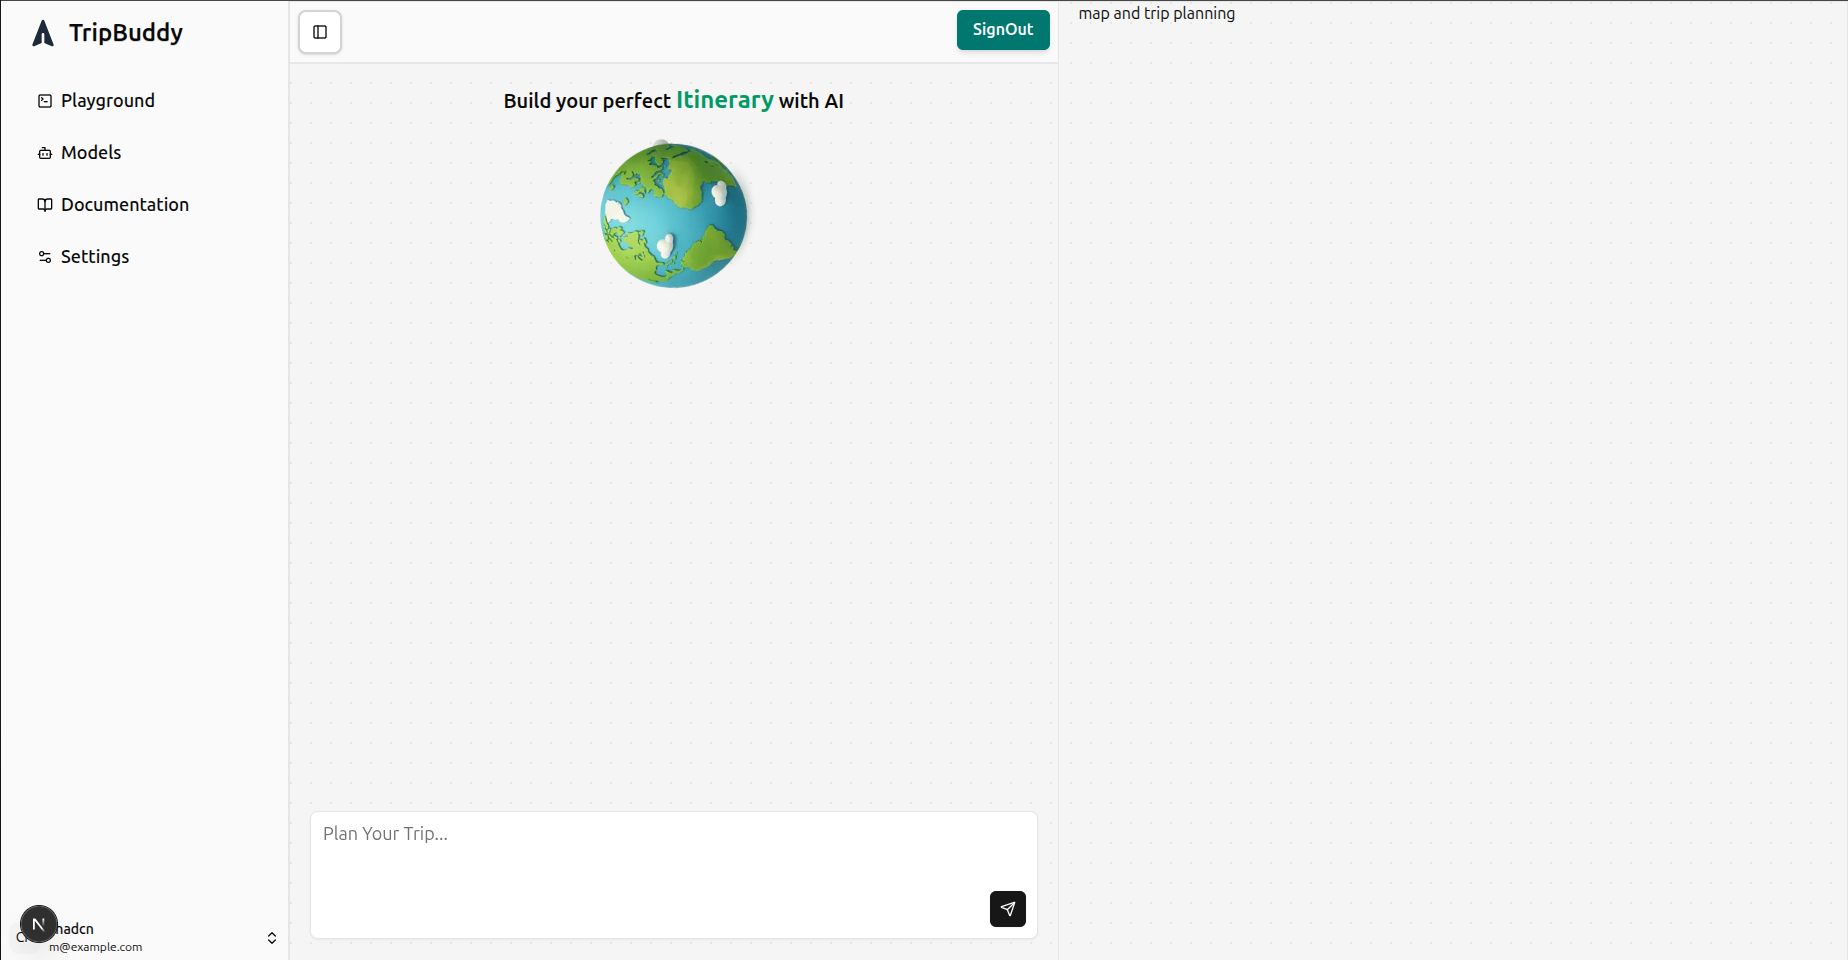 TripBuddy
Playground
Models
Documentation
Settings
SignOut
Build your perfect Itinerary with AI
Plan Your Trip...
map and trip planning
N
hadcn
m@example.com